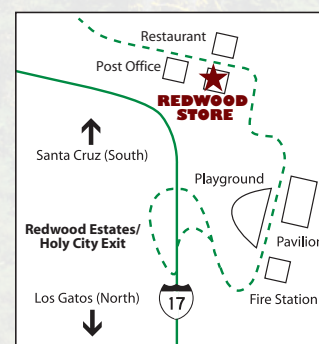 Restaurant
Post Office
REDWOOD
STORE
Santa Cruz (South)
Playground
Redwood Estates/
Holy City Exit
Pavilion
Los Gatos (North)
17
Fire Station